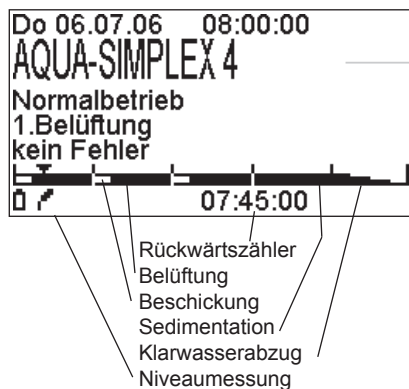 Do 06.07.06 08:00:00
AQUA-SIMPLEX 4
Normalbetrieb
1.Belüftung
kein Fehler
07:45:00
Rückwärtszähler
Belüftung
Beschickung
Sedimentation
Klarwasserabzug
Niveaumessung